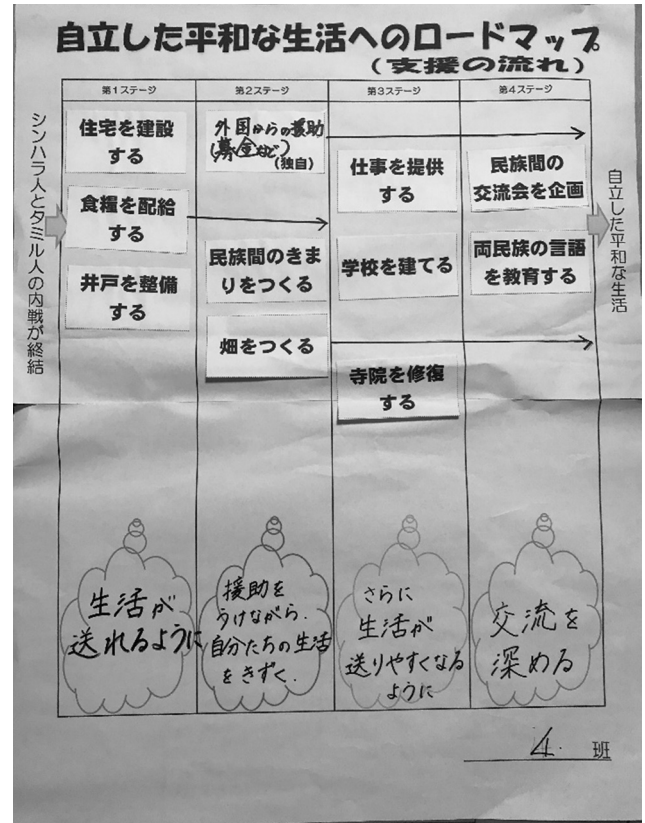 自立した平和な生活へのロードマップ
(支援の流れ)
シンハラ人とタミル人の内戦が終結
第1ステージ
住宅を建設
する
食糧を配給
する
井戸を整備
する
生活が
送れるように
第2ステージ
外国からの援助
(募金など)
(独自)
民族間のきま
りをつくる
畑をつくる
援助を
うけながら.
自分たちの生活
をきずく.
第3ステージ
仕事を提供
する
学校を建てる
寺院を修復
する
さらに
生活が
送りやすくなる
ように
第4ステージ
民族間の
交流会を企画
両民族の言語
を教育する
交流を
深める
自立した平和な生活
4. 班